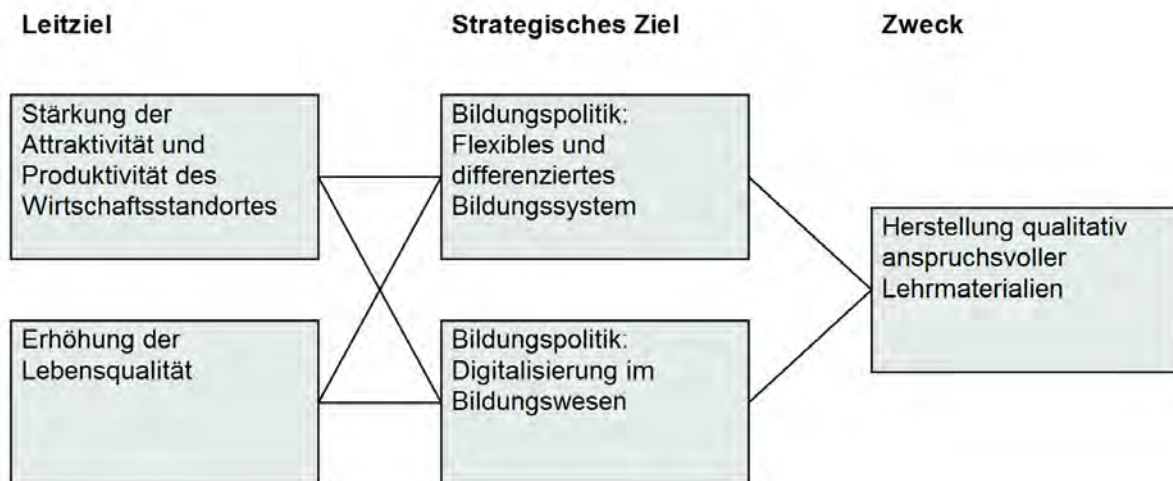 Leitziel
Strategisches Ziel
Zweck
Stärkung der
Attraktivität und
Produktivität des
Wirtschaftsstandortes
Bildungspolitik:
Flexibles und
differenziertes
Bildungssystem
Herstellung qualitativ
anspruchsvoller
Lehrmaterialien
Erhöhung der
Lebensqualität
Bildungspolitik:
Digitalisierung im
Bildungswesen